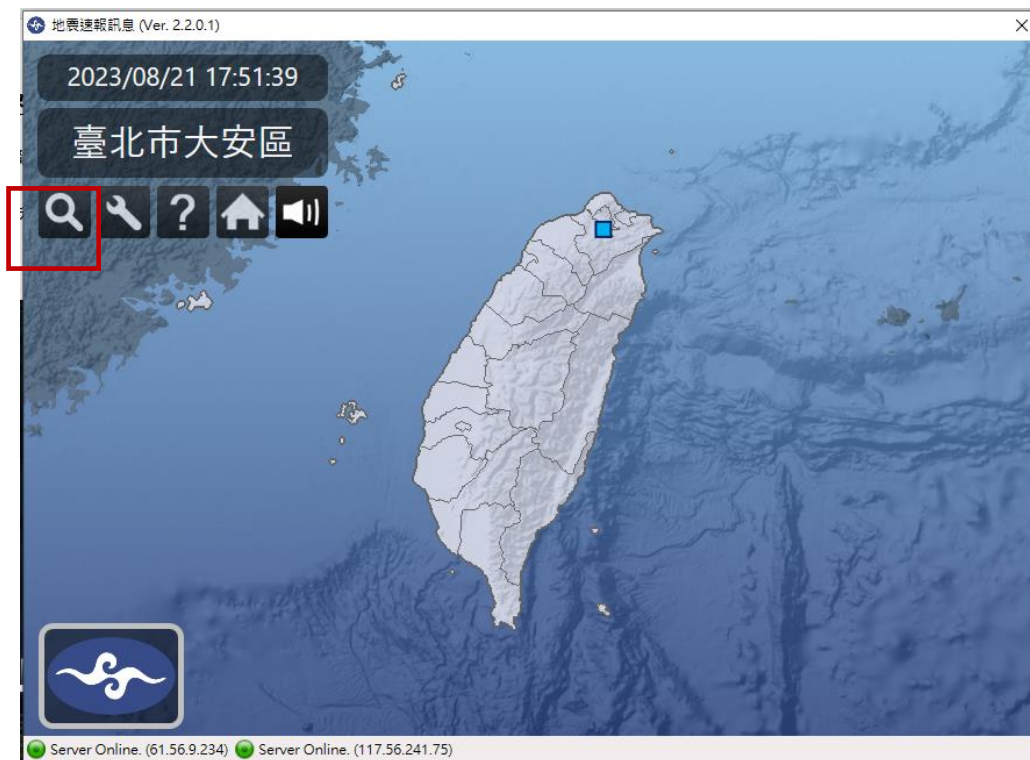 地震速報訊息 (Ver. 2.2.0.1)
2023/08/21 17:51:39
臺北市大安區
?
Server Online. (61.56.9.234) Server Online. (117.56.241.75)